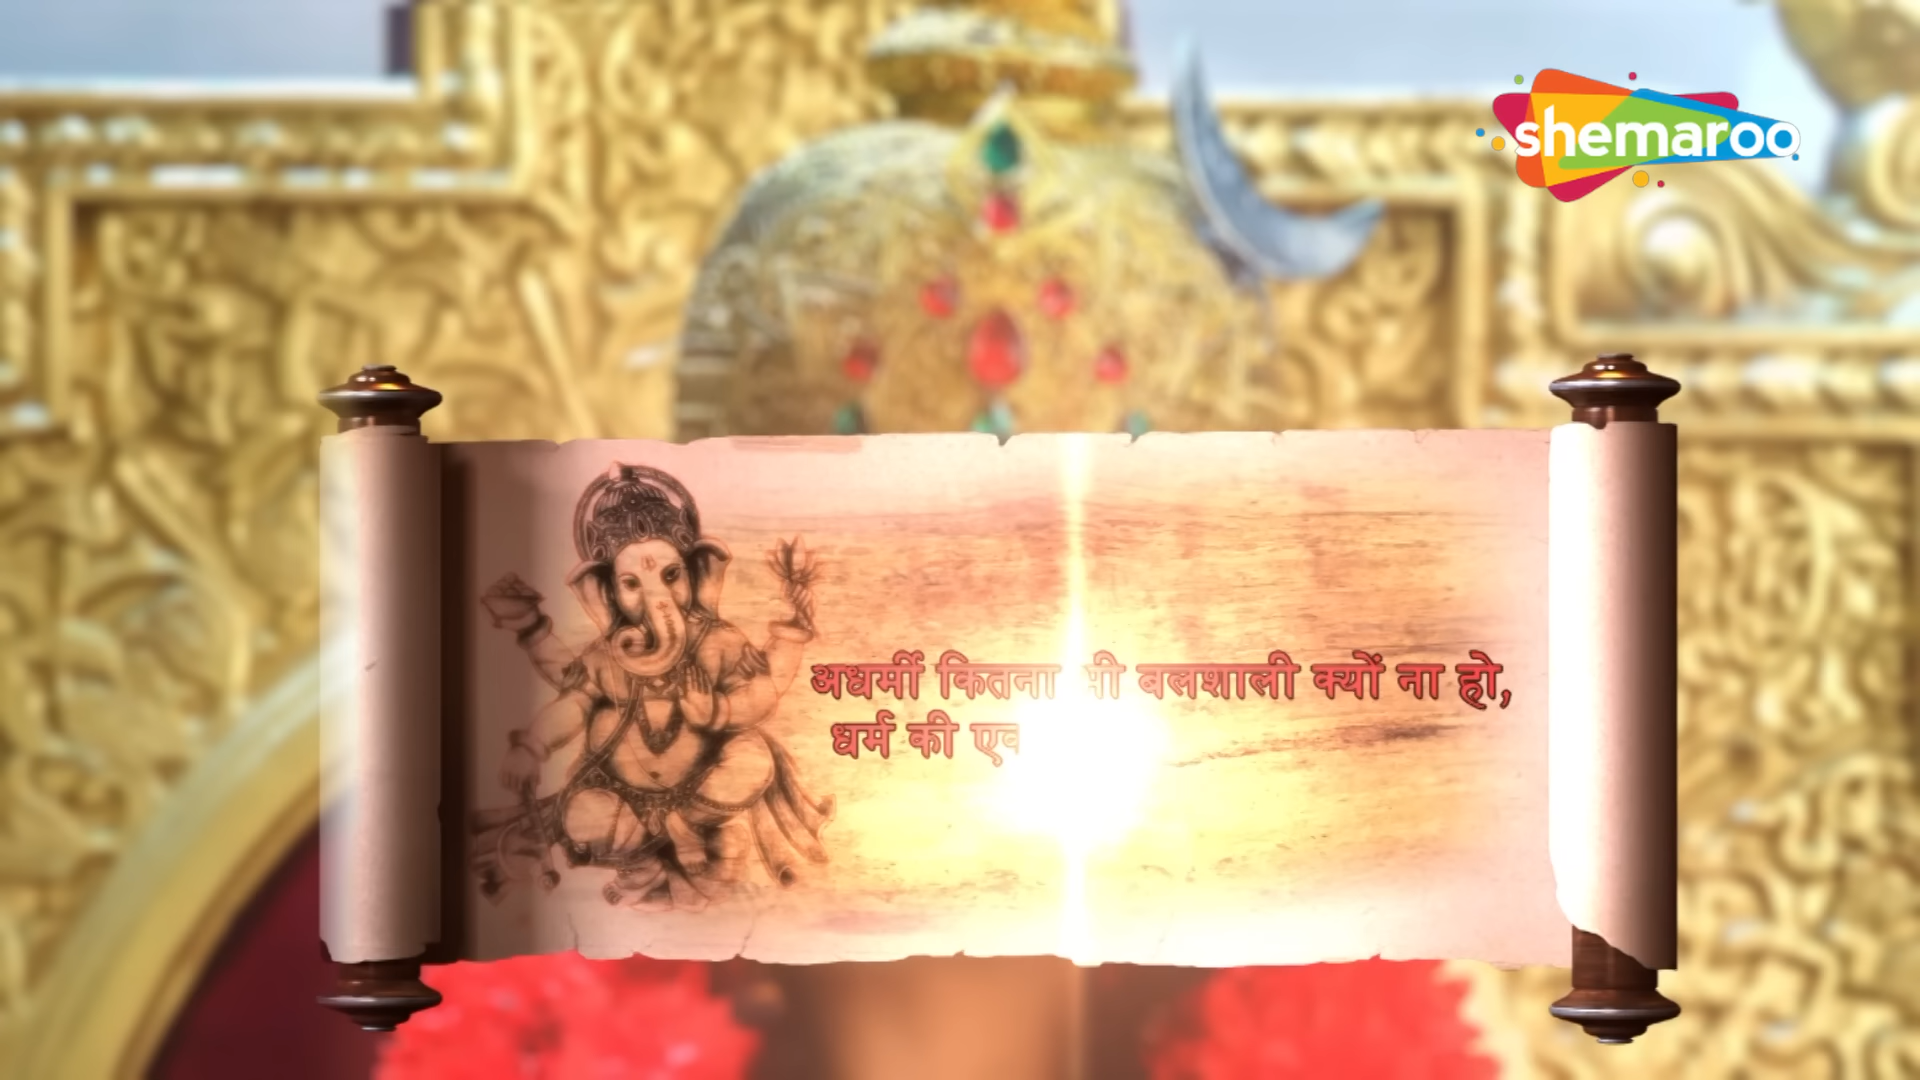 shemaroo
अधर्मी कितना भी बलशाली क्यों ना हो,
धर्म की